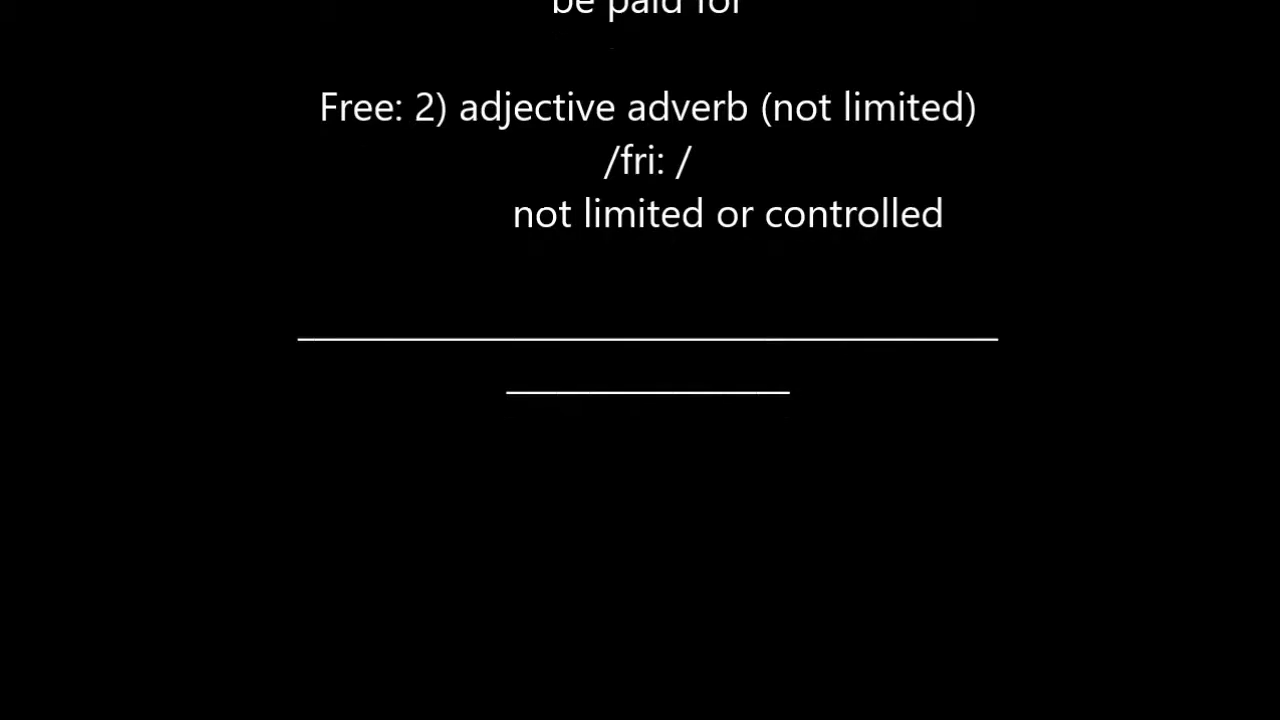 be paid for
Free: 2) adjective adverb (not limited)
/fri: /
not limited or controlled